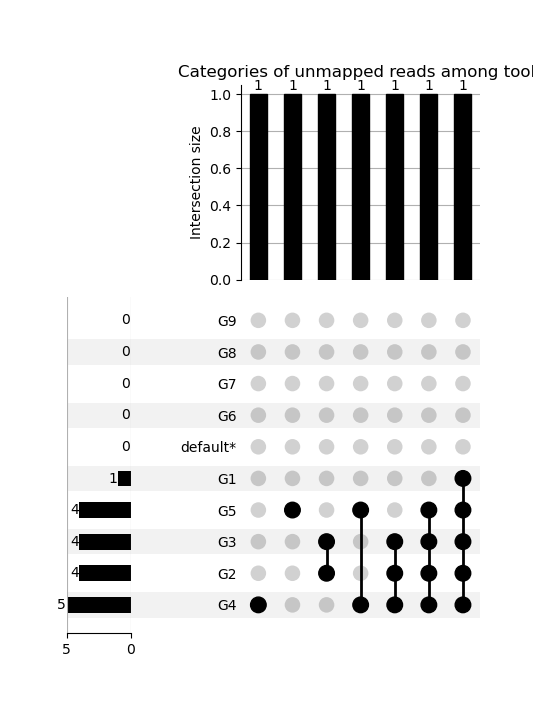 Categories of unmapped reads among tool
1 1 1 1 1 1 1
1.0
0.8
0.6
0.4
0.2
0.0
Intersection size
0 G9
0 G8
0 G7
0 G6
0 default*
1 G1
4 G5
4 G3
4 G2
5 G4
5 0